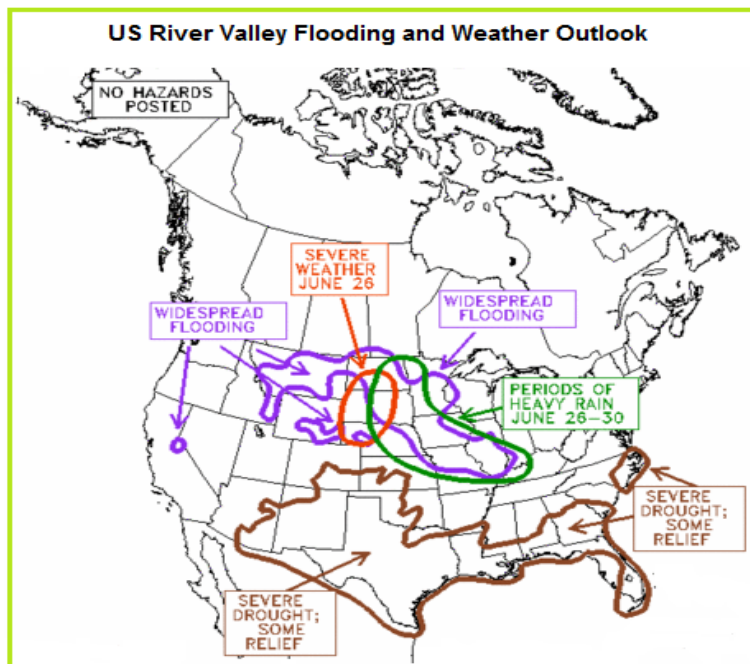 US River Valley Flooding and Weather Outlook
NO HAZARDS
POSTED
SEVERE
WEATHER
JUNE 26
WIDESPREAD
FLOODING
WIDESPREAD
FLOODING
PERIODS OF
HEAVY RAIN
JUNE 26-30
SEVERE
DROUGHT;
SOME
RELIEF
SEVERE
DROUGHT;
SOME
RELIEF